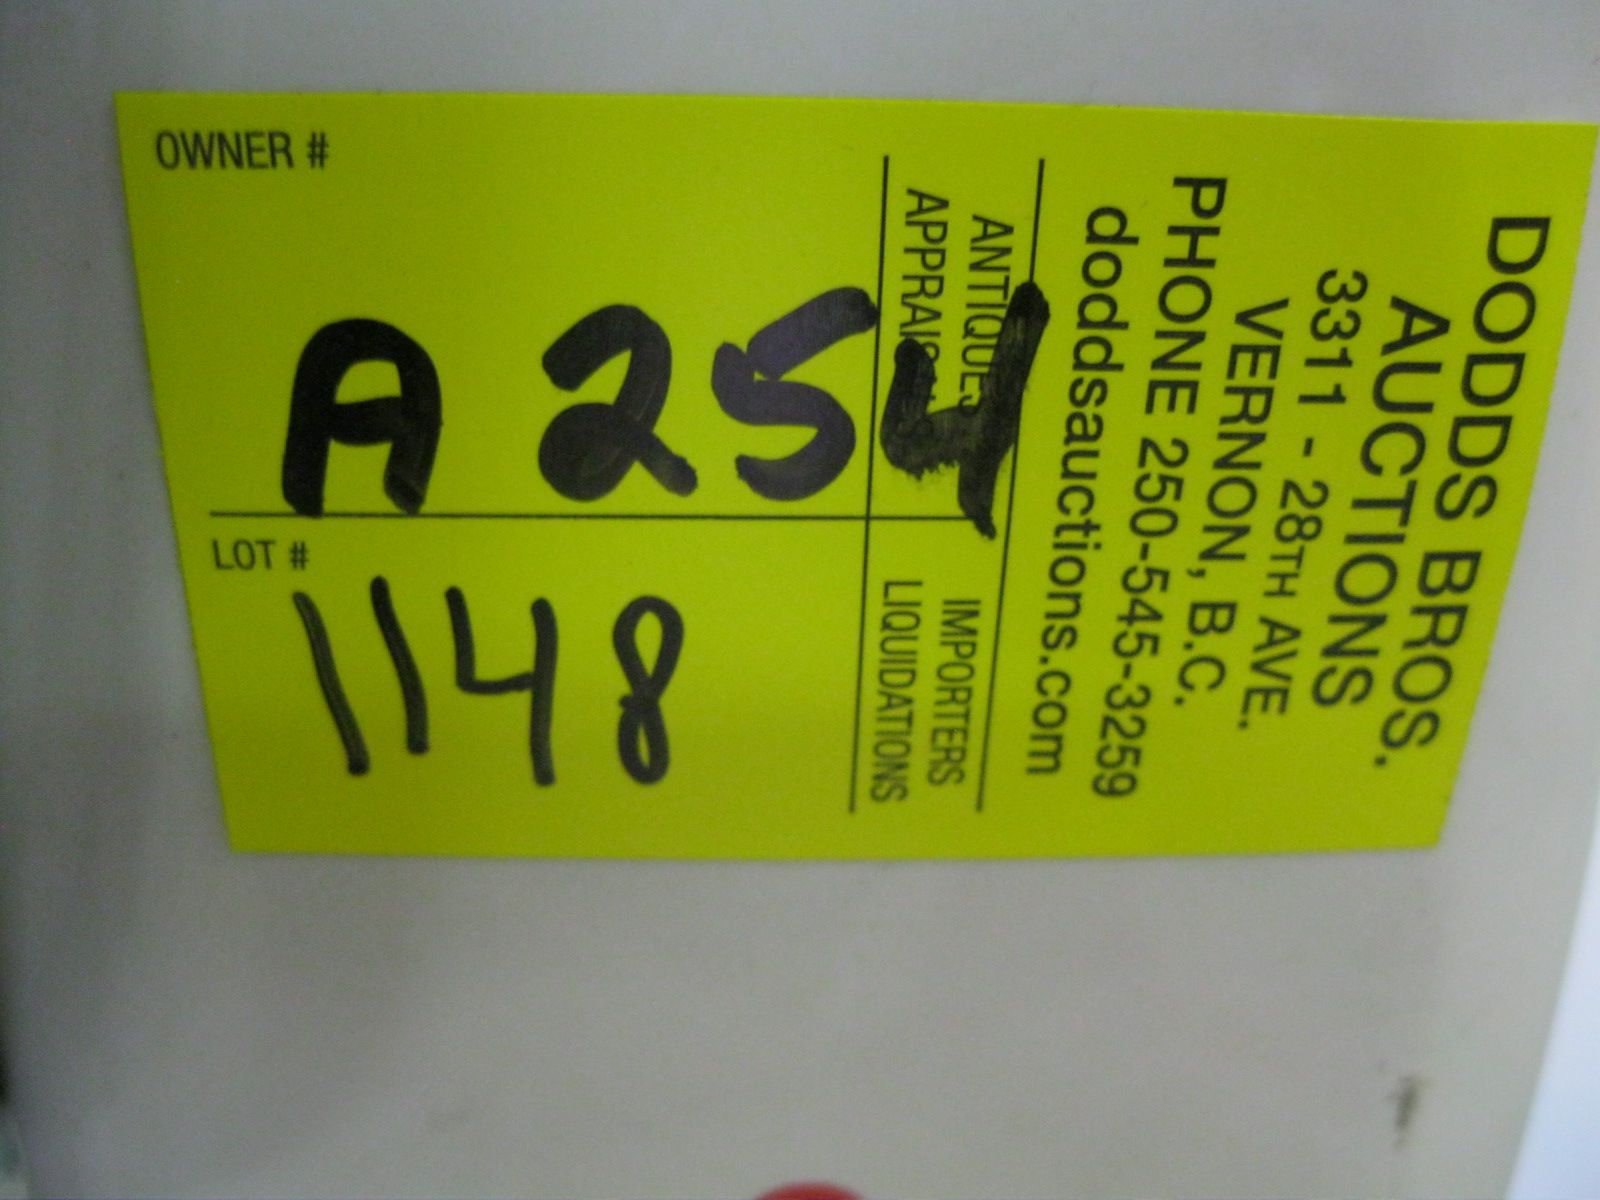 DODDS BROS.
AUCTIONS
3311 - 28TH AVE.
VERNON, B.C.
PHONE 250-545-3259
doddsauctions.com
ANTIQUES IMPORTERS
APPRAISALS LIQUIDATIONS
OWNER #
A 254
LOT #
1148